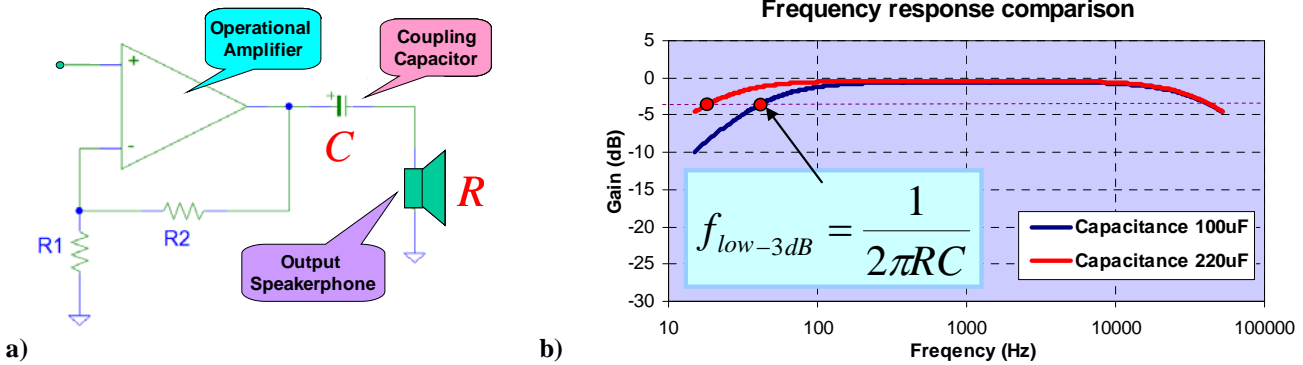 Operational
Amplifier
Coupling
Capacitor
+
-
+
C
R
R1
R2
Output
Speakerphone
a)
Frequency response comparison
5
0
-5
-10
-15
-20
-25
-30
Gain (dB)
f low-3dB = 1 / 2πRC
Capacitance 100uF
Capacitance 220uF
10 100 1000 10000 100000
Freqency (Hz)
b)